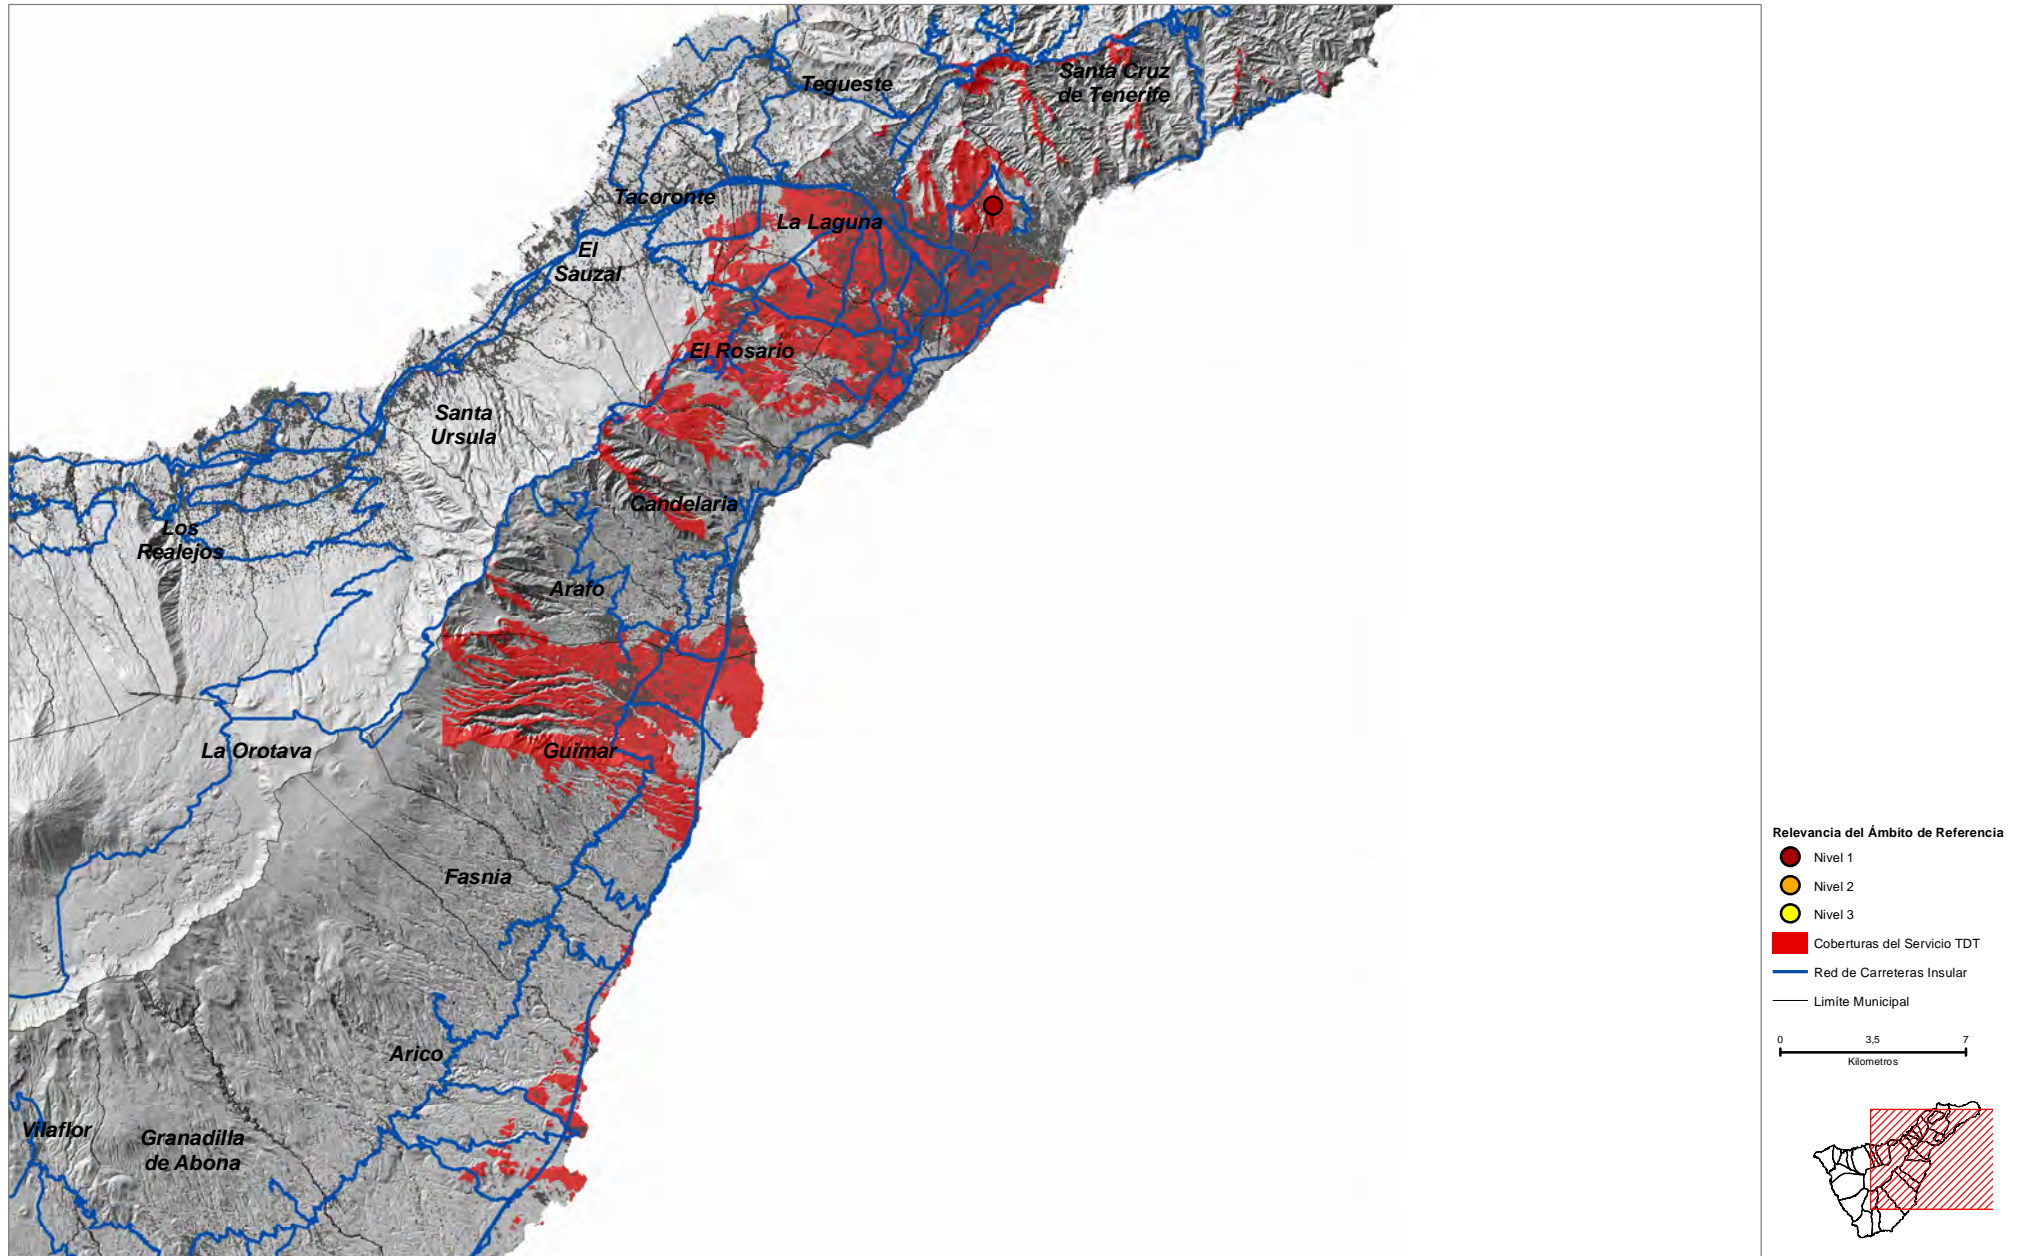 Tegueste
Santa Cruz
de Tenerife
Tacoronte
La Laguna
El
Sauzal
El Rosario
Santa
Ursula
Candelaria
Los
Realejos
Arafo
La Orotava
Guimar
Fasnia
Arico
Vilaflor
Granadilla
de Abona
Relevancia del Ámbito de Referencia
Nivel 1
Nivel 2
Nivel 3
Coberturas del Servicio TDT
Red de Carreteras Insular
Limíte Municipal
0 3,5 7
Kilometros